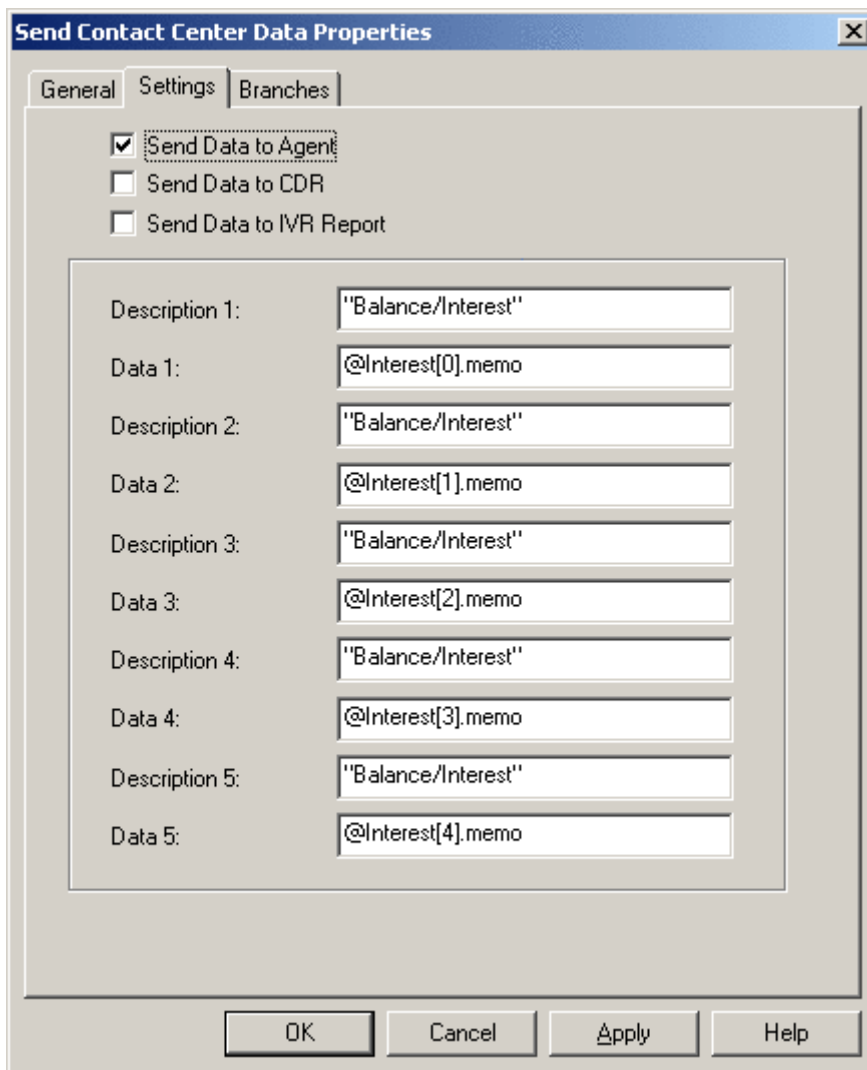 Send Contact Center Data Properties
General Settings Branches
Send Data to Agent
Send Data to CDR
Send Data to IVR Report
Description 1: "Balance/Interest"
Data 1: @Interest[0].memo
Description 2: "Balance/Interest"
Data 2: @Interest[1].memo
Description 3: "Balance/Interest"
Data 3: @Interest[2].memo
Description 4: "Balance/Interest"
Data 4: @Interest[3].memo
Description 5: "Balance/Interest"
Data 5: @Interest[4].memo
OK Cancel Apply Help